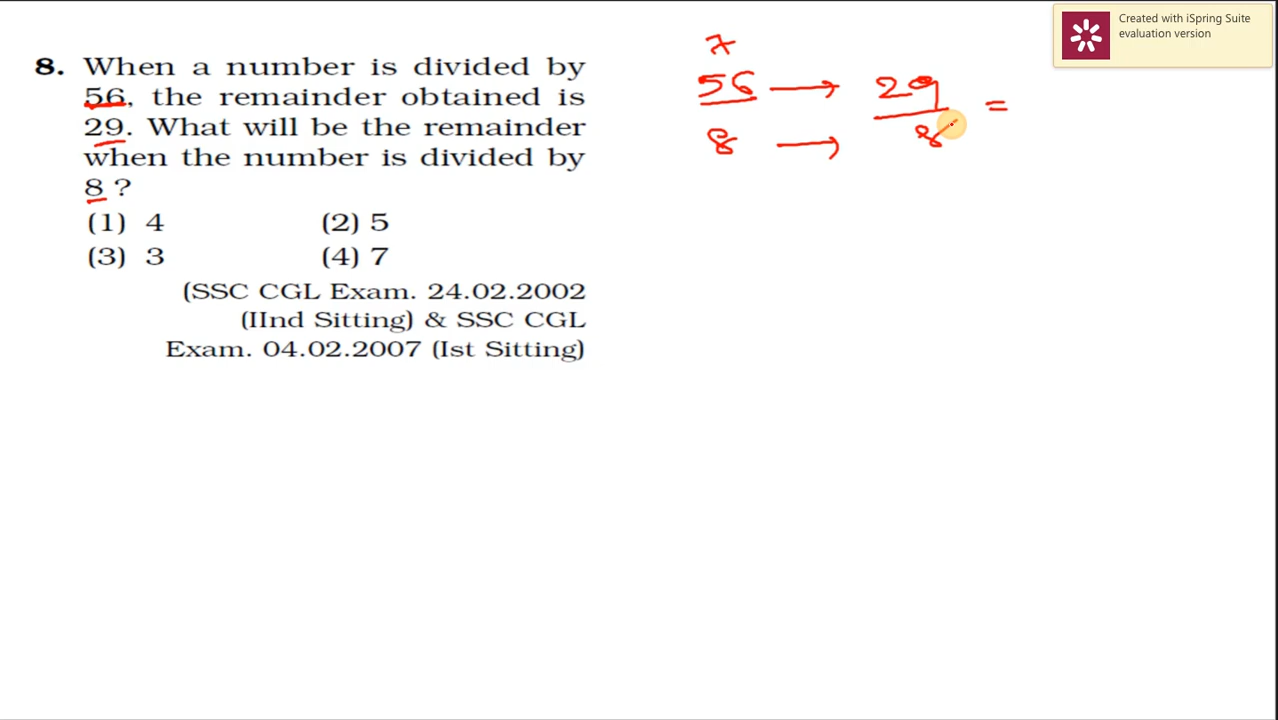 8. When a number is divided by
56, the remainder obtained is
29. What will be the remainder
when the number is divided by
8 ?
(1) 4 (2) 5
(3) 3 (4) 7
(SSC CGL Exam. 24.02.2002
(IInd Sitting) & SSC CGL
Exam. 04.02.2007 (Ist Sitting)
7
56 → 29 =
8 → 8
Created with iSpring Suite
evaluation version